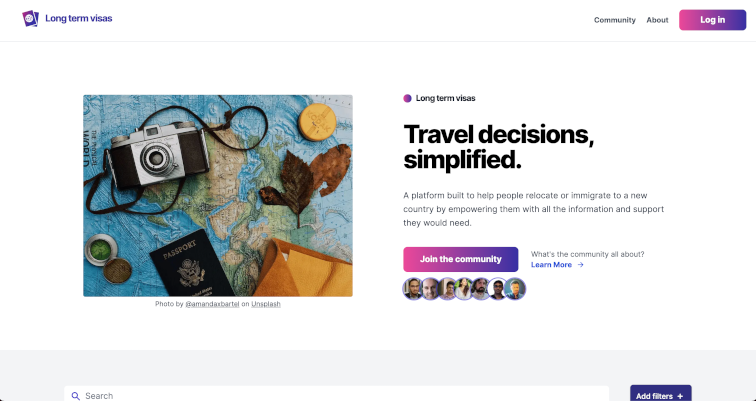 Long term visas
Community
About
Log in
Long term visas
Travel decisions,
simplified.
A platform built to help people relocate or immigrate to a new
country by empowering them with all the information and support
they would need.
Join the community
What's the community all about?
Learn More →
WORLD
PASSPORT
Photo by @amandaxbartel on Unsplash
Search
Add filters +